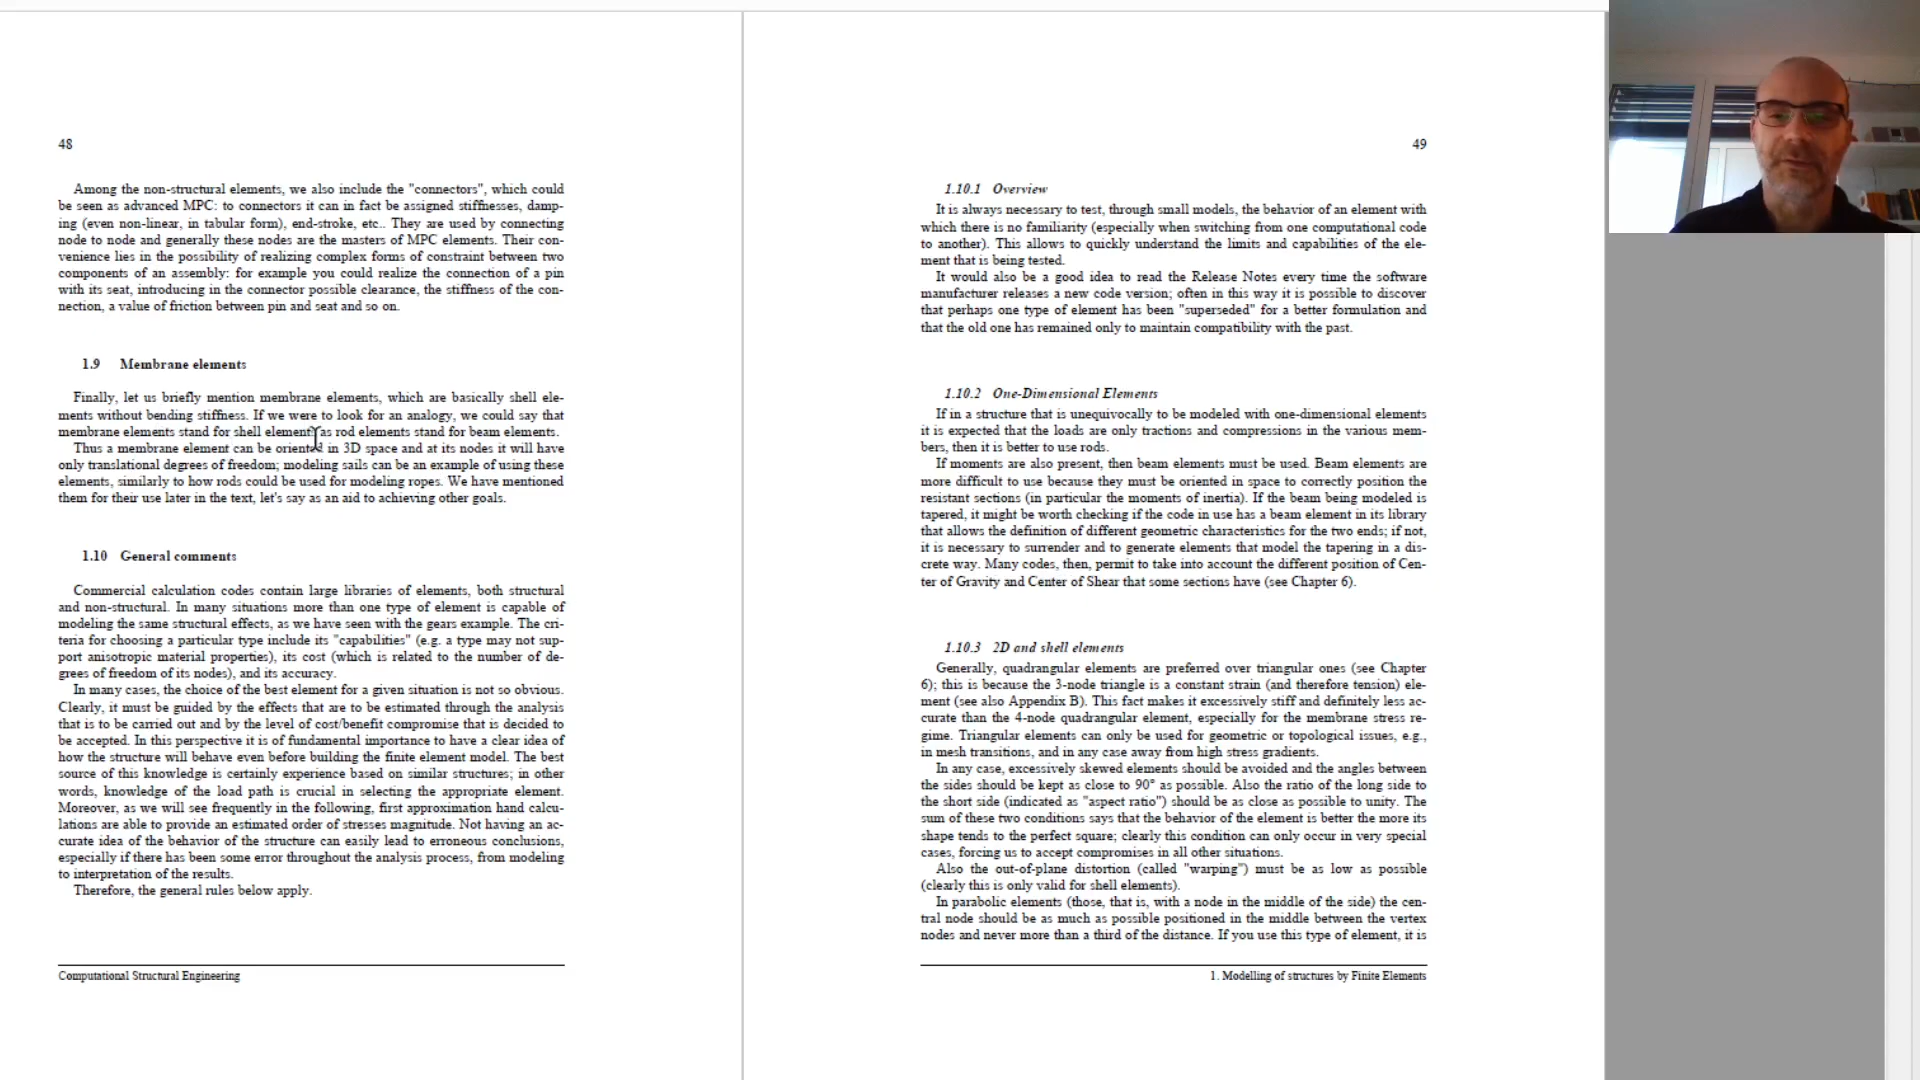 48
Among the non-structural elements, we also include the "connectors", which could
be seen as advanced MPC: to connectors it can in fact be assigned stiffnesses, damp-
ing (even non-linear, in tabular form), end-stroke, etc.. They are used by connecting
node to node and generally these nodes are the masters of MPC elements. Their con-
venience lies in the possibility of realizing complex forms of constraint between two
components of an assembly: for example you could realize the connection of a pin
with its seat, introducing in the connector possible clearance, the stiffness of the con-
nection, a value of friction between pin and seat and so on.
1.9 Membrane elements
Finally, let us briefly mention membrane elements, which are basically shell ele-
ments without bending stiffness. If we were to look for an analogy, we could say that
membrane elements stand for shell elements as rod elements stand for beam elements.
Thus a membrane element can be oriented in 3D space and at its nodes it will have
only translational degrees of freedom; modeling sails can be an example of using these
elements, similarly to how rods could be used for modeling ropes. We have mentioned
them for their use later in the text, let's say as an aid to achieving other goals.
1.10 General comments
Commercial calculation codes contain large libraries of elements, both structural
and non-structural. In many situations more than one type of element is capable of
modeling the same structural effects, as we have seen with the gears example. The cri-
teria for choosing a particular type include its "capabilities" (e.g. a type may not sup-
port anisotropic material properties), its cost (which is related to the number of de-
grees of freedom of its nodes), and its accuracy.
In many cases, the choice of the best element for a given situation is not so obvious.
Clearly, it must be guided by the effects that are to be estimated through the analysis
that is to be carried out and by the level of cost/benefit compromise that is decided to
be accepted. In this perspective it is of fundamental importance to have a clear idea of
how the structure will behave even before building the finite element model. The best
source of this knowledge is certainly experience based on similar structures; in other
words, knowledge of the load path is crucial in selecting the appropriate element.
Moreover, as we will see frequently in the following, first approximation hand calcu-
lations are able to provide an estimated order of stresses magnitude. Not having an ac-
curate idea of the behavior of the structure can easily lead to erroneous conclusions,
especially if there has been some error throughout the analysis process, from modeling
to interpretation of the results.
Therefore, the general rules below apply.
Computational Structural Engineering
49
1.10.1 Overview
It is always necessary to test, through small models, the behavior of an element with
which there is no familiarity (especially when switching from one computational code
to another). This allows to quickly understand the limits and capabilities of the ele-
ment that is being tested.
It would also be a good idea to read the Release Notes every time the software
manufacturer releases a new code version; often in this way it is possible to discover
that perhaps one type of element has been "superseded" for a better formulation and
that the old one has remained only to maintain compatibility with the past.
1.10.2 One-Dimensional Elements
If in a structure that is unequivocally to be modeled with one-dimensional elements
it is expected that the loads are only tractions and compressions in the various mem-
bers, then it is better to use rods.
If moments are also present, then beam elements must be used. Beam elements are
more difficult to use because they must be oriented in space to correctly position the
resistant sections (in particular the moments of inertia). If the beam being modeled is
tapered, it might be worth checking if the code in use has a beam element in its library
that allows the definition of different geometric characteristics for the two ends; if not,
it is necessary to surrender and to generate elements that model the tapering in a dis-
crete way. Many codes, then, permit to take into account the different position of Cen-
ter of Gravity and Center of Shear that some sections have (see Chapter 6).
1.10.3 2D and shell elements
Generally, quadrangular elements are preferred over triangular ones (see Chapter
6); this is because the 3-node triangle is a constant strain (and therefore tension) ele-
ment (see also Appendix B). This fact makes it excessively stiff and definitely less ac-
curate than the 4-node quadrangular element, especially for the membrane stress re-
gime. Triangular elements can only be used for geometric or topological issues, e.g.,
in mesh transitions, and in any case away from high stress gradients.
In any case, excessively skewed elements should be avoided and the angles between
the sides should be kept as close to 90° as possible. Also the ratio of the long side to
the short side (indicated as "aspect ratio") should be as close as possible to unity. The
sum of these two conditions says that the behavior of the element is better the more its
shape tends to the perfect square; clearly this condition can only occur in very special
cases, forcing us to accept compromises in all other situations.
Also the out-of-plane distortion (called "warping") must be as low as possible
(clearly this is only valid for shell elements).
In parabolic elements (those, that is, with a node in the middle of the side) the cen-
tral node should be as much as possible positioned in the middle between the vertex
nodes and never more than a third of the distance. If you use this type of element, it is
1. Modelling of structures by Finite Elements